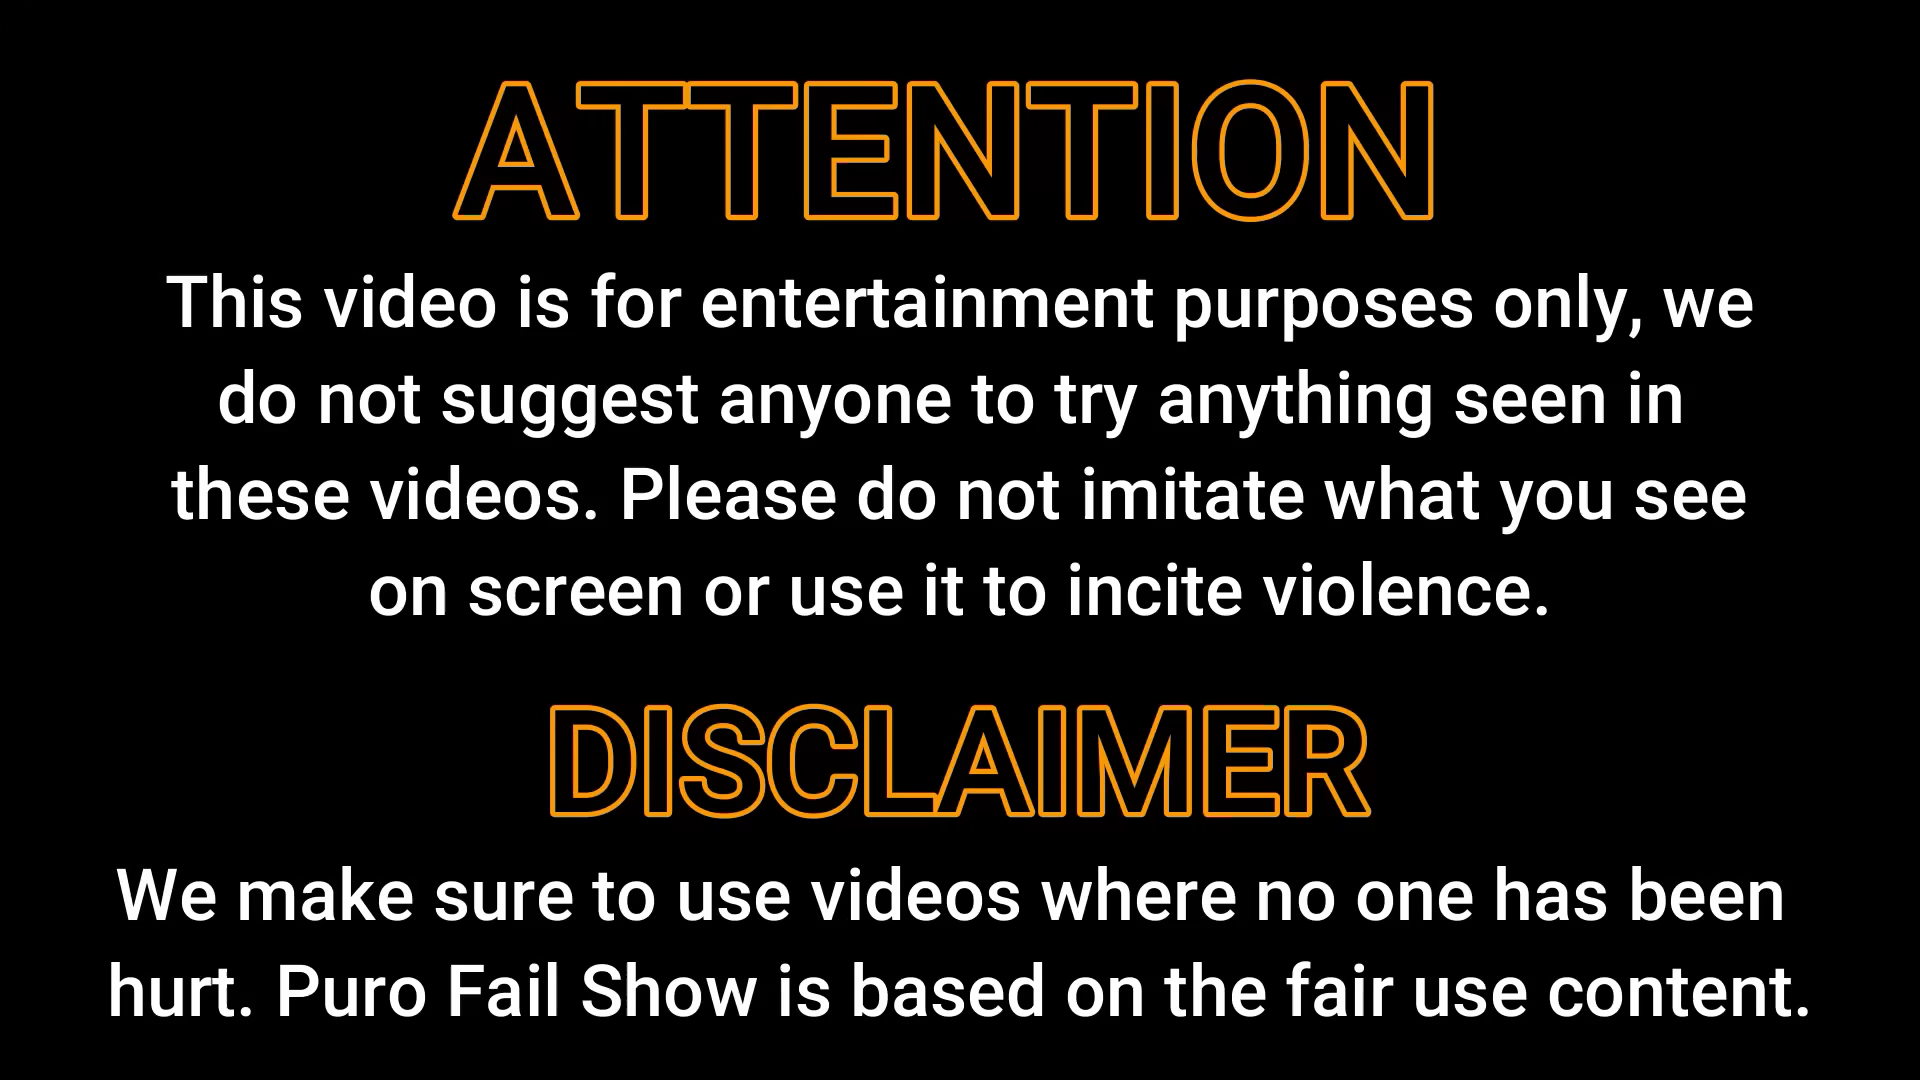 ATTENTION
This video is for entertainment purposes only, we
do not suggest anyone to try anything seen in
these videos. Please do not imitate what you see
on screen or use it to incite violence.
DISCLAIMER
We make sure to use videos where no one has been
hurt. Puro Fail Show is based on the fair use content.